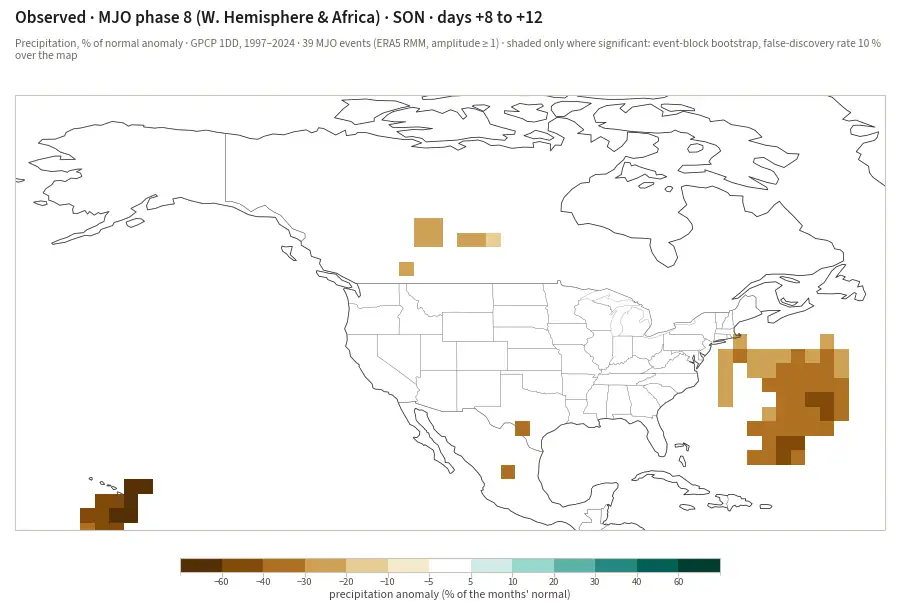 Observed · MJO phase 8 (W. Hemisphere & Africa) · SON · days +8 to +12
Precipitation, % of normal anomaly · GPCP 1DD, 1997–2024 · 39 MJO events (ERA5 RMM, amplitude ≥ 1) · shaded only where significant: event-block bootstrap, false-discovery rate 10 %
over the map
−60 −40 −30 −20 −10 −5 5 10 20 30 40 60
precipitation anomaly (% of the months' normal)